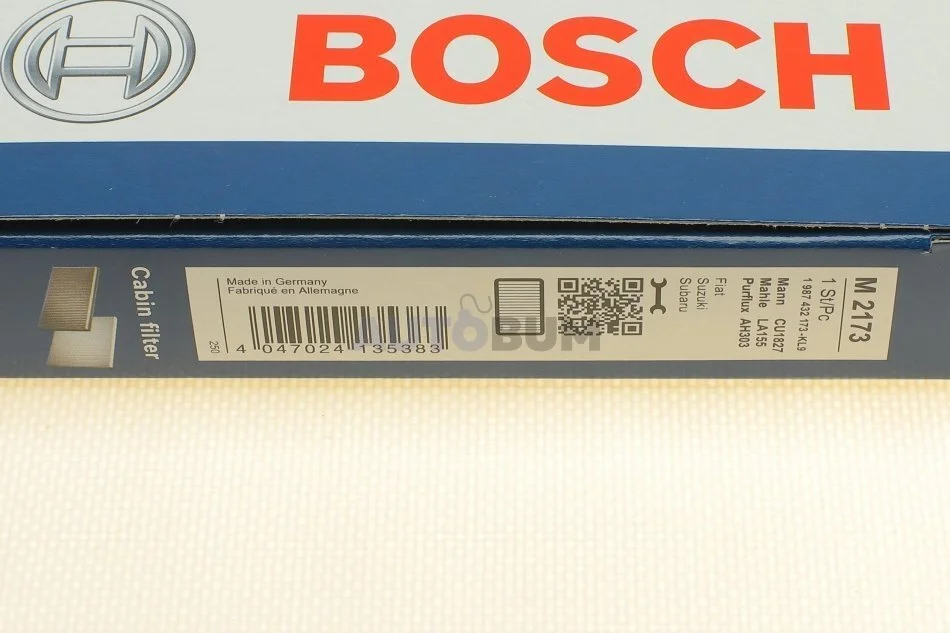 BOSCH
Cabin filter
Made in Germany
Fabriqué en Allemagne
250
4 047024 135383
AUTOBUM
Fiat
Suzuki
Subaru
M 2173
1 St/Pc
1 987 432 173-KL9
Mann CU1827
Mahle LA155
Purflux AH303